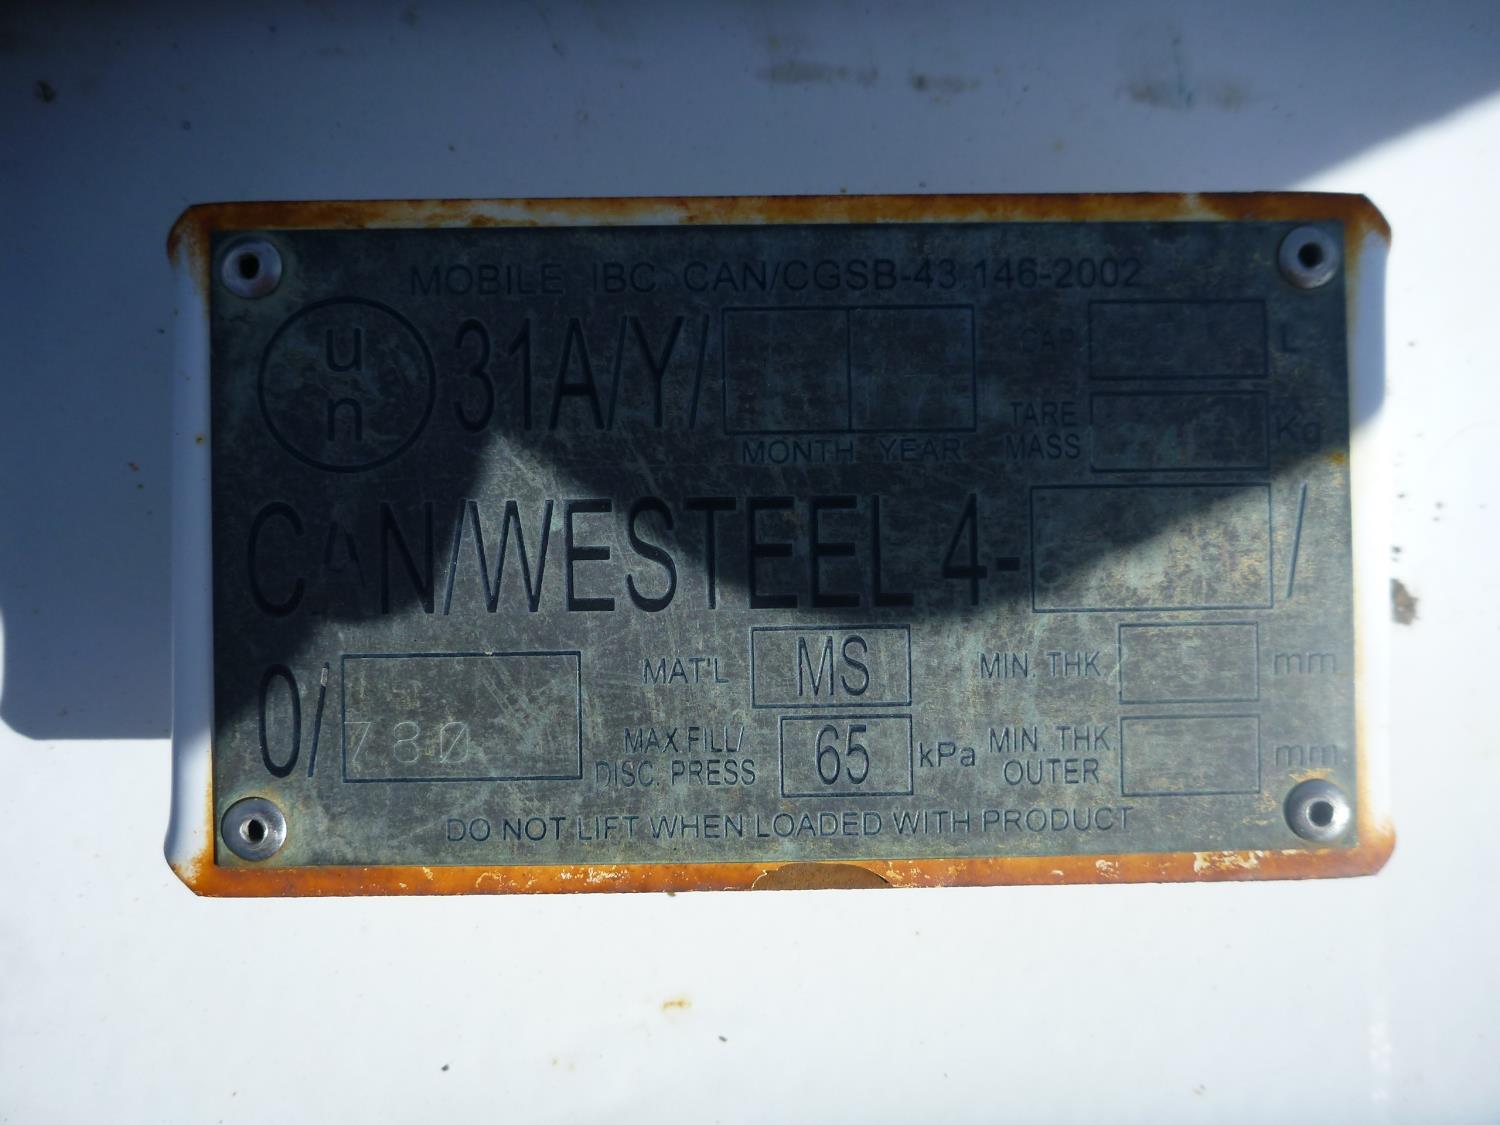 MOBILE IBC CAN/CGSB-43.146-2002
un 31A/Y/
MONTH YEAR
CAP L
TARE MASS Kg
CAN/WESTEEL 4- /
0/ 780
MAT'L MS
MIN. THK mm
MAX.FILL/
DISC. PRESS 65 kPa
MIN. THK
OUTER mm
DO NOT LIFT WHEN LOADED WITH PRODUCT